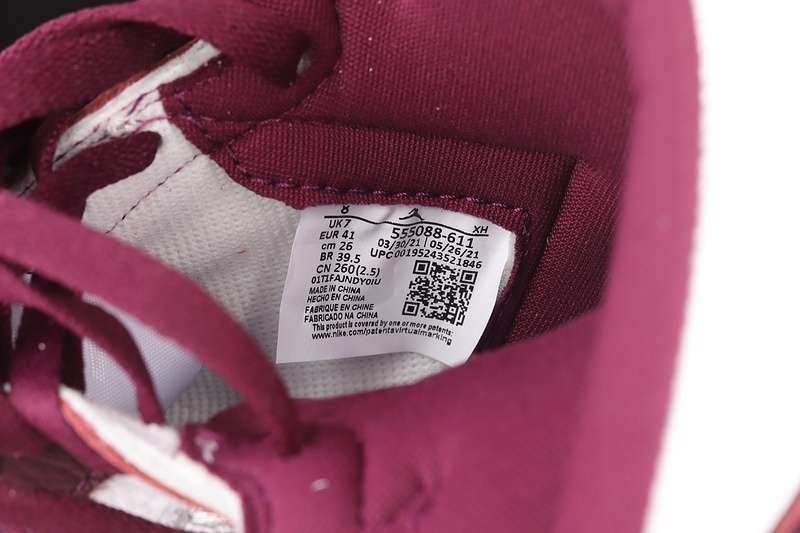 8 XH
UK 7 555088-611
EUR 41 03/30/21 05/26/21
cm 26 UPC 00195243521846
BR 39.5
CN 260(2.5)
01T1FAJNDY0IU
MADE IN CHINA
HECHO EN CHINA
FABRIQUE EN CHINE
FABRICADO NA CHINA
This product is covered by one or more patents:
www.nike.com/patentsvirtualmarking